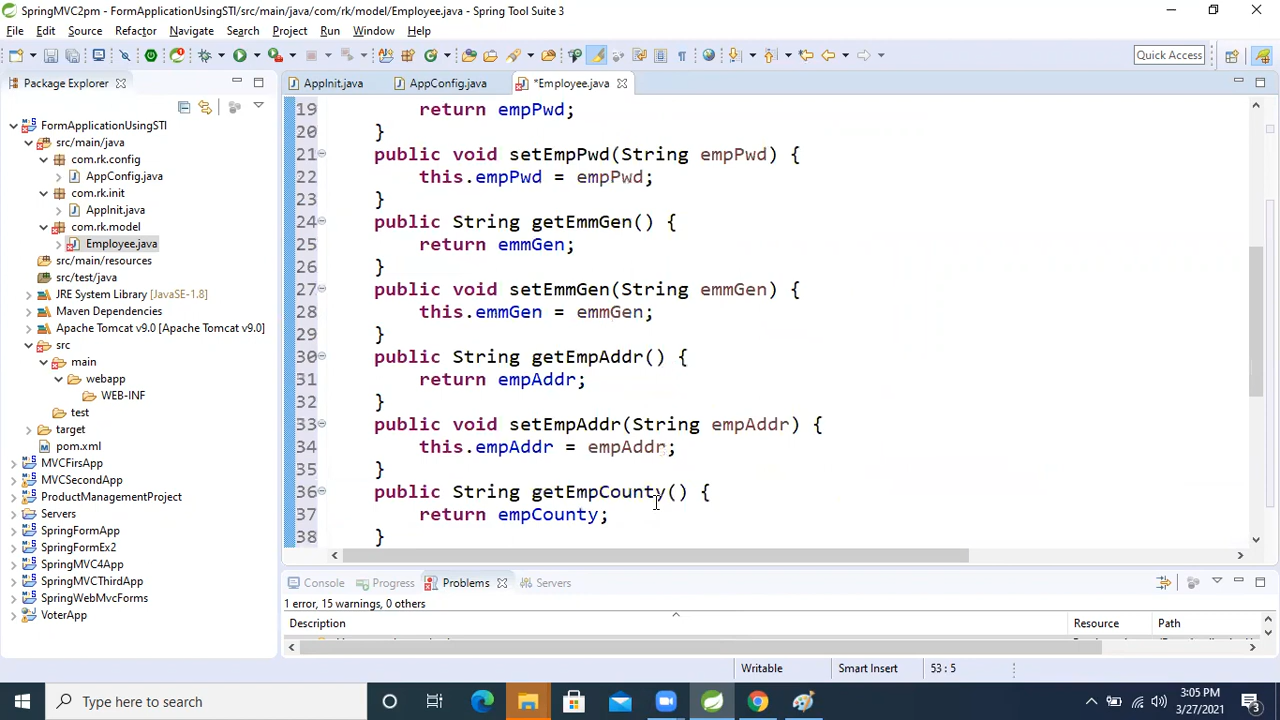 SpringMVC2pm - FormApplicationUsingSTI/src/main/java/com/rk/model/Employee.java - Spring Tool Suite 3
File Edit Source Refactor Navigate Search Project Run Window Help
Quick Access
Package Explorer
AppInit.java AppConfig.java *Employee.java
FormApplicationUsingSTI
src/main/java
com.rk.config
AppConfig.java
com.rk.init
AppInit.java
com.rk.model
Employee.java
src/main/resources
src/test/java
JRE System Library [JavaSE-1.8]
Maven Dependencies
Apache Tomcat v9.0 [Apache Tomcat v9.0]
src
main
webapp
WEB-INF
test
target
pom.xml
MVCFirsApp
MVCSecondApp
ProductManagementProject
Servers
SpringFormApp
SpringFormEx2
SpringMVC4App
SpringMVCThirdApp
SpringWebMvcForms
VoterApp
19 return empPwd;
20 }
21 public void setEmpPwd(String empPwd) {
22 this.empPwd = empPwd;
23 }
24 public String getEmmGen() {
25 return emmGen;
26 }
27 public void setEmmGen(String emmGen) {
28 this.emmGen = emmGen;
29 }
30 public String getEmpAddr() {
31 return empAddr;
32 }
33 public void setEmpAddr(String empAddr) {
34 this.empAddr = empAddr;
35 }
36 public String getEmpCounty() {
37 return empCounty;
38 }
Console Progress Problems Servers
1 error, 15 warnings, 0 others
Description Resource Path
Writable Smart Insert 53 : 5
Type here to search
3:05 PM
3/27/2021
3